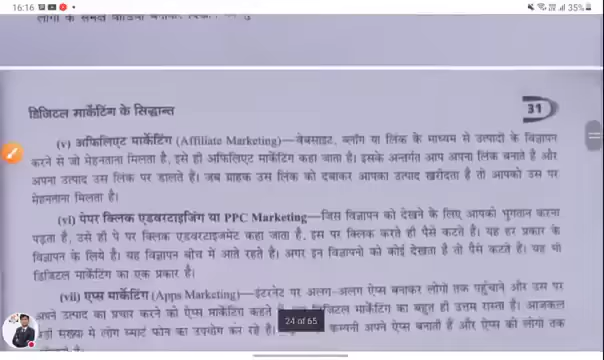 16:16
35%
डिजिटल मार्केटिंग के सिद्धान्त
31
(v) अफिलिएट मार्केटिंग (Affiliate Marketing)—वेबसाइट, ब्लॉग या लिंक के माध्यम से उत्पादों के विज्ञापन
करने से जो मेहनताना मिलता है, इसे ही अफिलिएट मार्केटिंग कहा जाता है। इसके अन्तर्गत आप अपना लिंक बनाते है और
अपना उत्पाद उस लिंक पर डालते हैं। जब ग्राहक उस लिंक को दबाकर आपका उत्पाद खरीदता है तो आपको उस पर
मेहनताना मिलता है।
(vi) पेपर क्लिक एडवरटाइजिंग या PPC Marketing—जिस विज्ञापन को देखने के लिए आपको भुगतान करना
पड़ता है, उसे ही पे पर क्लिक एडवरटाइजमेंट कहा जाता है, इस पर क्लिक करते ही पैसे कटते हैं। यह हर प्रकार के
विज्ञापन के लिये है। यह विज्ञापन बीच में आते रहते है। अगर इन विज्ञापनो को कोई देखता है तो पैसे कटते हैं। यह भी
डिजिटल मार्केटिंग का एक प्रकार है।
(vii) एप्स मार्केटिंग (Apps Marketing)—इंटरनेट पर अलग-अलग ऐप्स बनाकर लोगो तक पहुंचाने और उस पर
अपने उत्पाद का प्रचार करने को ऐप्स मार्केटिंग कहते डिजिटल मार्केटिंग का बहुत ही उत्तम रास्ता है। आजकल
संख्या मे लोग स्मार्ट फोन का उपयोग कर रहे है। कम्पनी अपने ऐप्स बनाती हैं और ऐप्स को लोगो तक
24 of 65